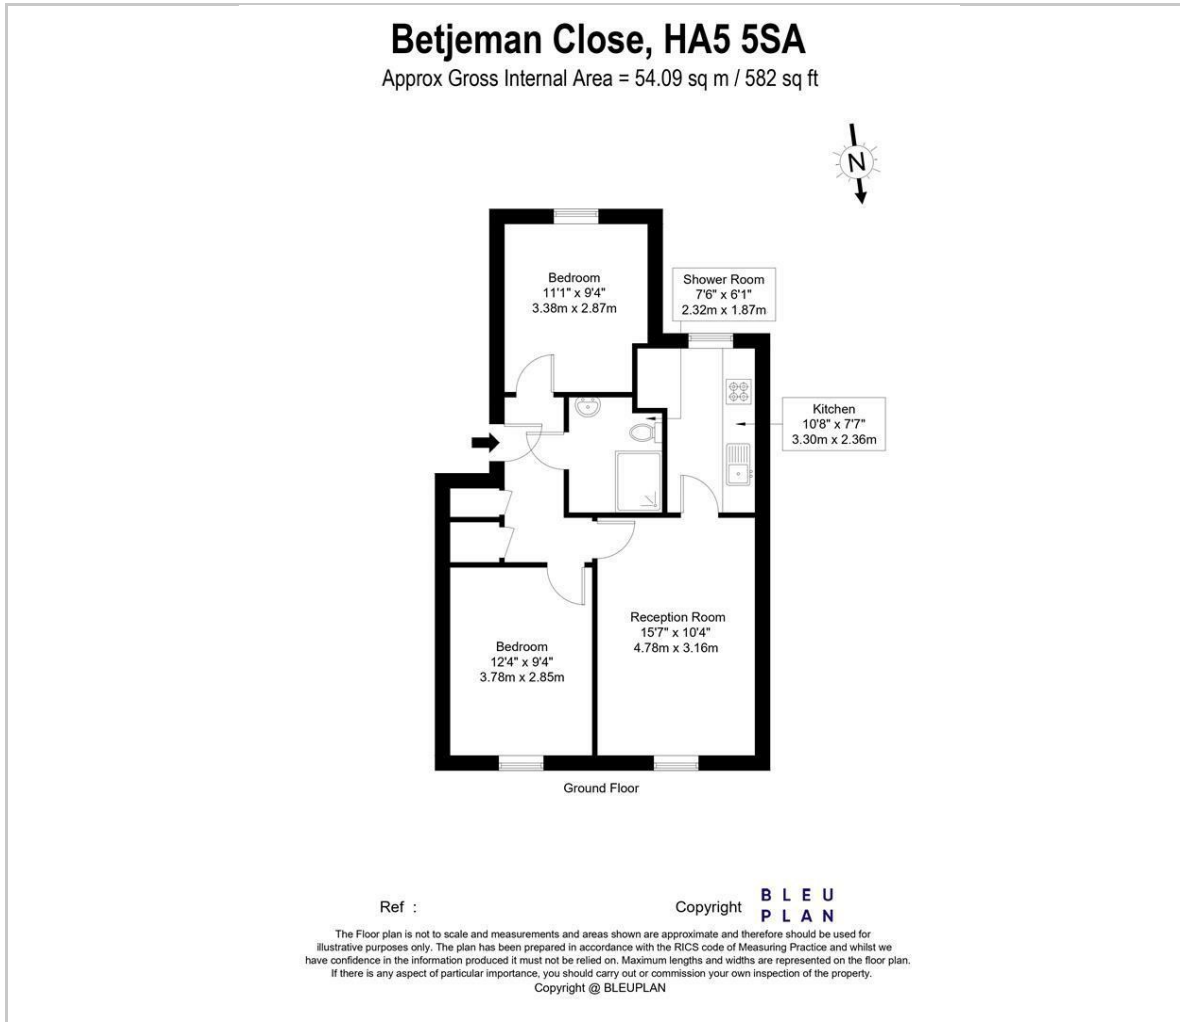 Betjeman Close, HA5 5SA
Approx Gross Internal Area = 54.09 sq m / 582 sq ft
N
Bedroom
11'1" x 9'4"
3.38m x 2.87m
Shower Room
7'6" x 6'1"
2.32m x 1.87m
Kitchen
10'8" x 7'7"
3.30m x 2.36m
Reception Room
15'7" x 10'4"
4.78m x 3.16m
Bedroom
12'4" x 9'4"
3.78m x 2.85m
Ground Floor
Ref :
Copyright
BLEU
PLAN
The Floor plan is not to scale and measurements and areas shown are approximate and therefore should be used for
illustrative purposes only. The plan has been prepared in accordance with the RICS code of Measuring Practice and whilst we
have confidence in the information produced it must not be relied on. Maximum lengths and widths are represented on the floor plan.
If there is any aspect of particular importance, you should carry out or commission your own inspection of the property.
Copyright @ BLEUPLAN